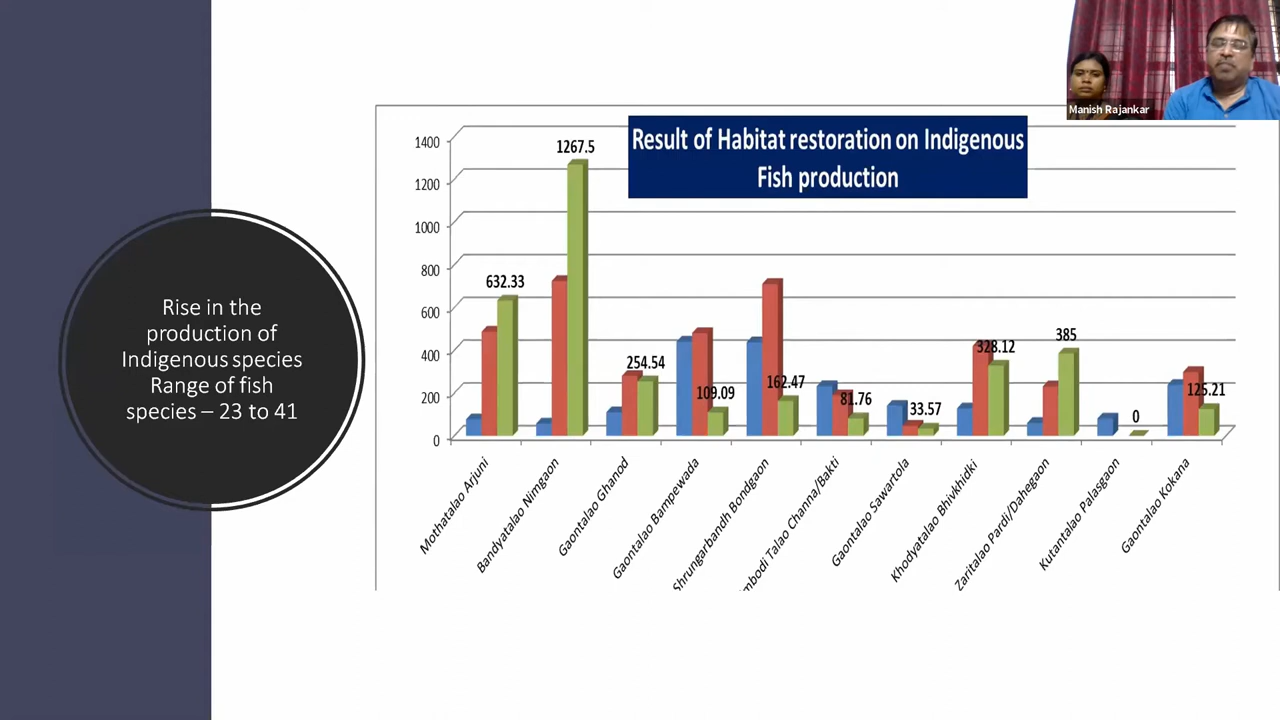 Manish Rajankar
Rise in the
production of
Indigenous species
Range of fish
species – 23 to 41
Result of Habitat restoration on Indigenous
Fish production
1400
1200
1000
800
600
400
200
0
632.33
1267.5
254.54
109.09
162.47
81.76
33.57
328.12
385
0
125.21
Mothatalao Arjuni
Bandyatalao Nimgaon
Gaontalao Ghanod
Gaontalao Bampewada
Shrungarbandh Bondgaon
Talao Channa/Bakti
Gaontalao Sawartola
Khodyatalao Bhivkhidki
Zaritalao Pardi/Dahegaon
Kutantalao Palasgaon
Gaontalao Kokana